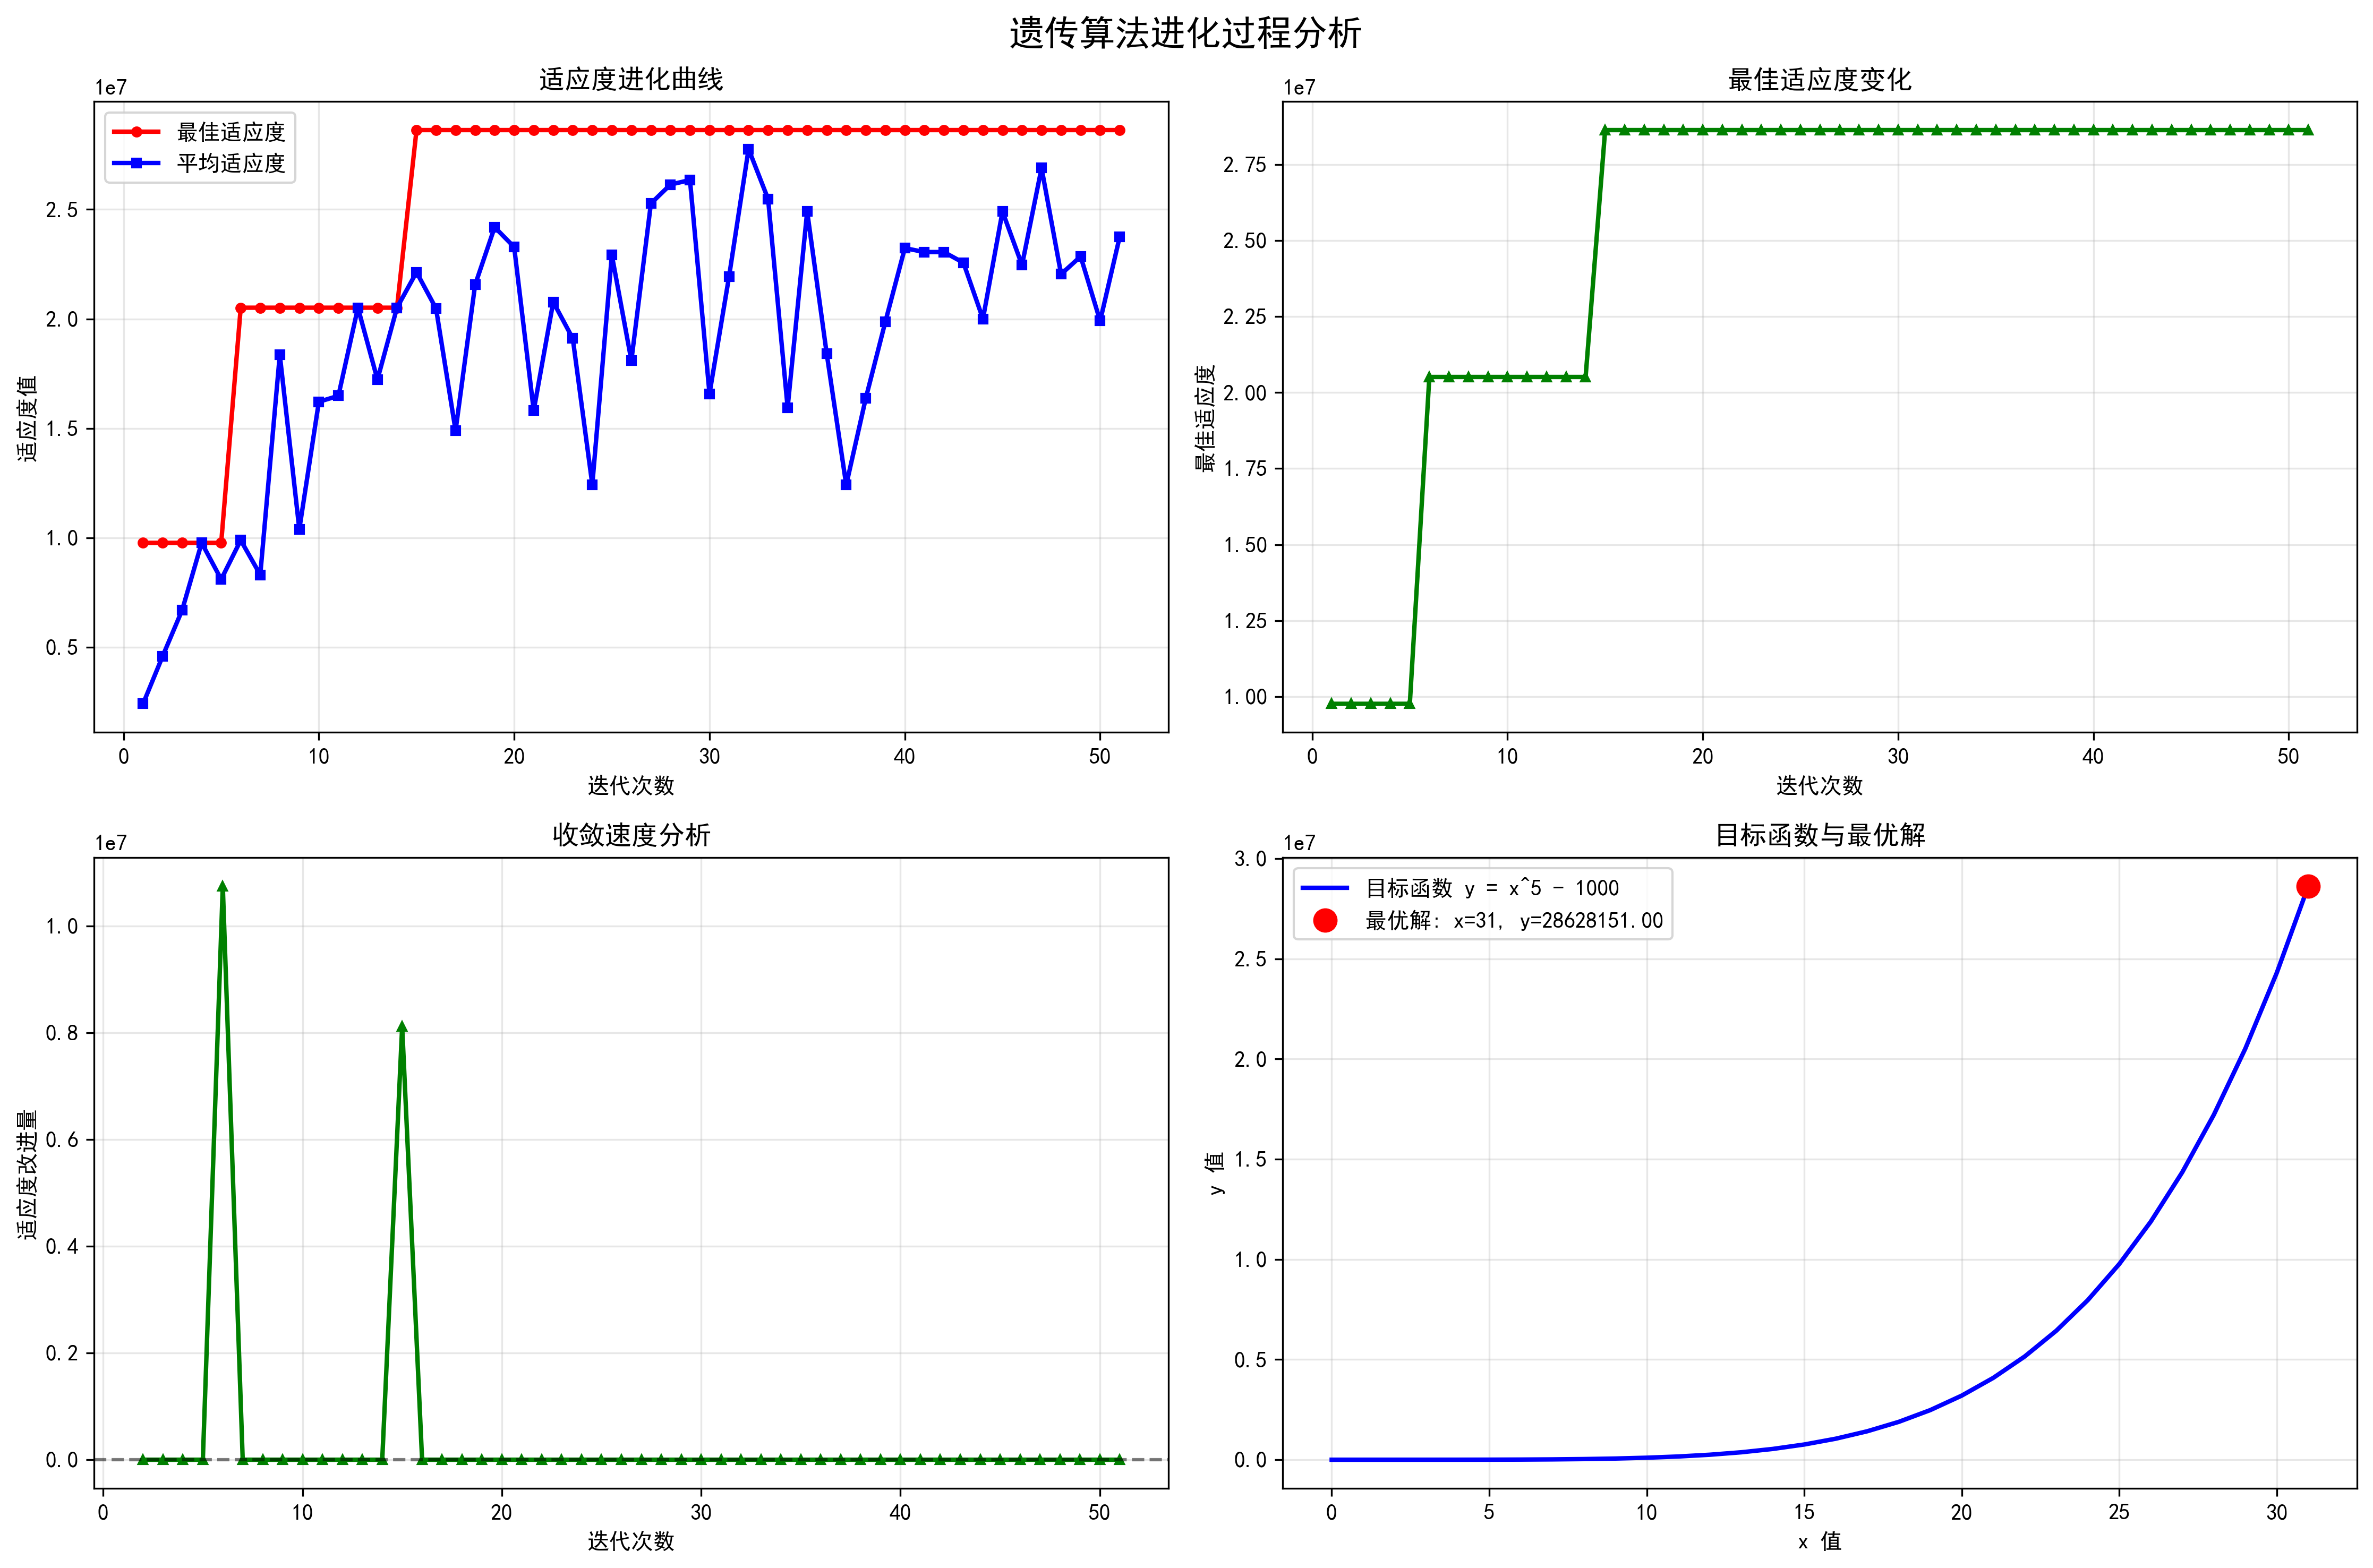 遗传算法进化过程分析
适应度进化曲线
1e7
最佳适应度
平均适应度
2.5
2.0
1.5
1.0
0.5
适应度值
0 10 20 30 40 50
迭代次数
最佳适应度变化
1e7
2.75
2.50
2.25
2.00
1.75
1.50
1.25
1.00
最佳适应度
0 10 20 30 40 50
迭代次数
收敛速度分析
1e7
1.0
0.8
0.6
0.4
0.2
0.0
适应度改进量
0 10 20 30 40 50
迭代次数
目标函数与最优解
1e7
目标函数 y = x^5 - 1000
最优解: x=31, y=28628151.00
3.0
2.5
2.0
1.5
1.0
0.5
0.0
y 值
0 5 10 15 20 25 30
x 值